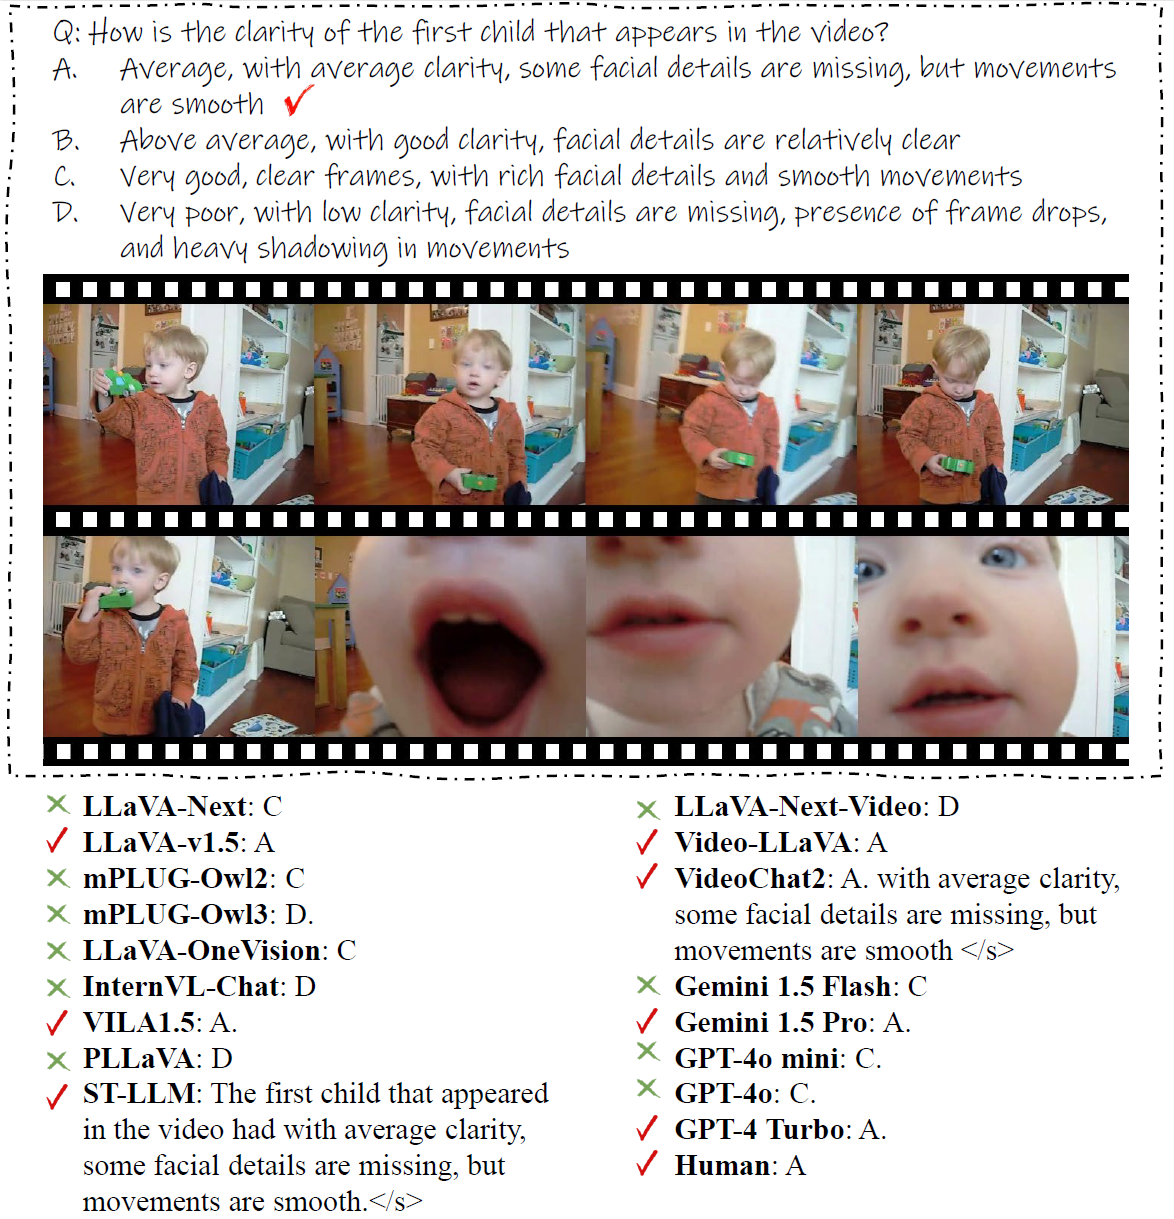 Q: How is the clarity of the first child that appears in the video?
A. Average, with average clarity, some facial details are missing, but movements
are smooth ✓
B. Above average, with good clarity, facial details are relatively clear
C. Very good, clear frames, with rich facial details and smooth movements
D. Very poor, with low clarity, facial details are missing, presence of frame drops,
and heavy shadowing in movements
✗ LLaVA-Next: C
✓ LLaVA-v1.5: A
✗ mPLUG-Owl2: C
✗ mPLUG-Owl3: D.
✗ LLaVA-OneVision: C
✗ InternVL-Chat: D
✓ VILA1.5: A.
✗ PLLaVA: D
✓ ST-LLM: The first child that appeared
in the video had with average clarity,
some facial details are missing, but
movements are smooth.</s>
✗ LLaVA-Next-Video: D
✓ Video-LLaVA: A
✓ VideoChat2: A. with average clarity,
some facial details are missing, but
movements are smooth </s>
✗ Gemini 1.5 Flash: C
✓ Gemini 1.5 Pro: A.
✗ GPT-4o mini: C.
✗ GPT-4o: C.
✓ GPT-4 Turbo: A.
✓ Human: A